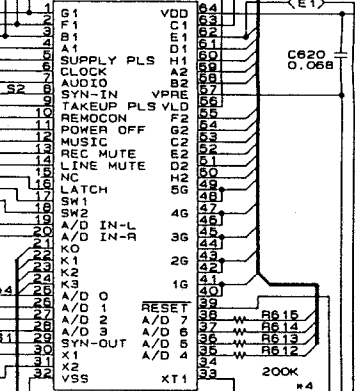 E1
1 G1 VDD 64
2 F1 C1 63
3 B1 E1 62
4 A1 D1 61
5 SUPPLY PLS H1 60
6 CLOCK A2 59
7 AUDIO B2 58
S2 8 SYN-IN VPRE 57
9 TAKEUP PLS VLD 56
10 REMOCON F2 55
11 POWER OFF G2 54
12 MUSIC C2 53
13 REC MUTE E2 52
14 LINE MUTE D2 51
15 NC H2 50
16 LATCH 5G 49
17 SW1 48
18 SW2 4G 47
19 A/D IN-L 46
20 A/D IN-R 3G 45
21 K0 44
22 K1 2G 43
23 K2 42
24 K3 1G 41
25 A/D 0 40
26 A/D 1 RESET 39
27 A/D 2 A/D 7 38 R615
28 A/D 3 A/D 6 37 R614
29 SYN-OUT A/D 5 36 R613
30 X1 A/D 4 35 R612
31 X2 34
32 VSS XT1 33
C620
0.068
200K
*4